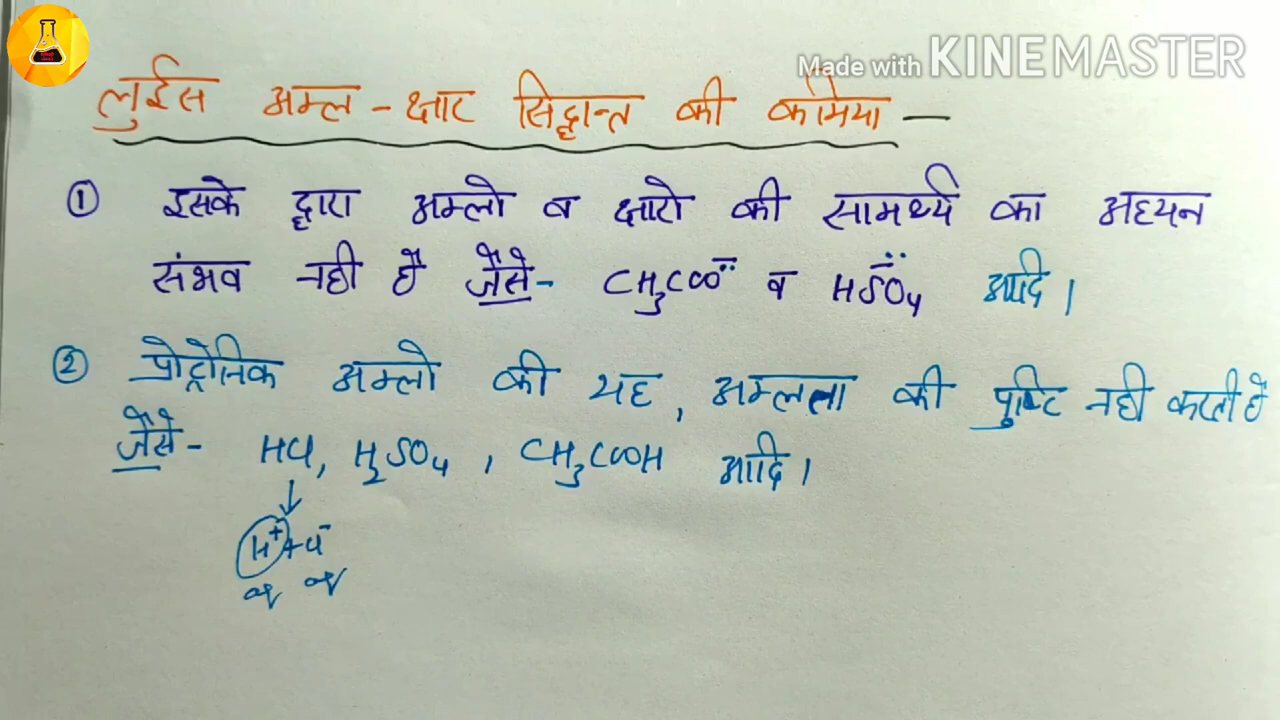 Made with KINEMASTER
लुईस अम्ल - क्षार सिद्धान्त की कमिया —
① इसके द्वारा अम्लो व क्षारो की सामर्थ्य का अध्ययन
संभव नही है जैसे- CH₃COO⁻ व HSO₄⁻ आदि।
② प्रोट्रोनिक अम्लो की यह, अम्लता की पुष्टि नही करती है
जैसे- HCl, H₂SO₄, CH₃COOH आदि।
↓
H⁺ + Cl⁻